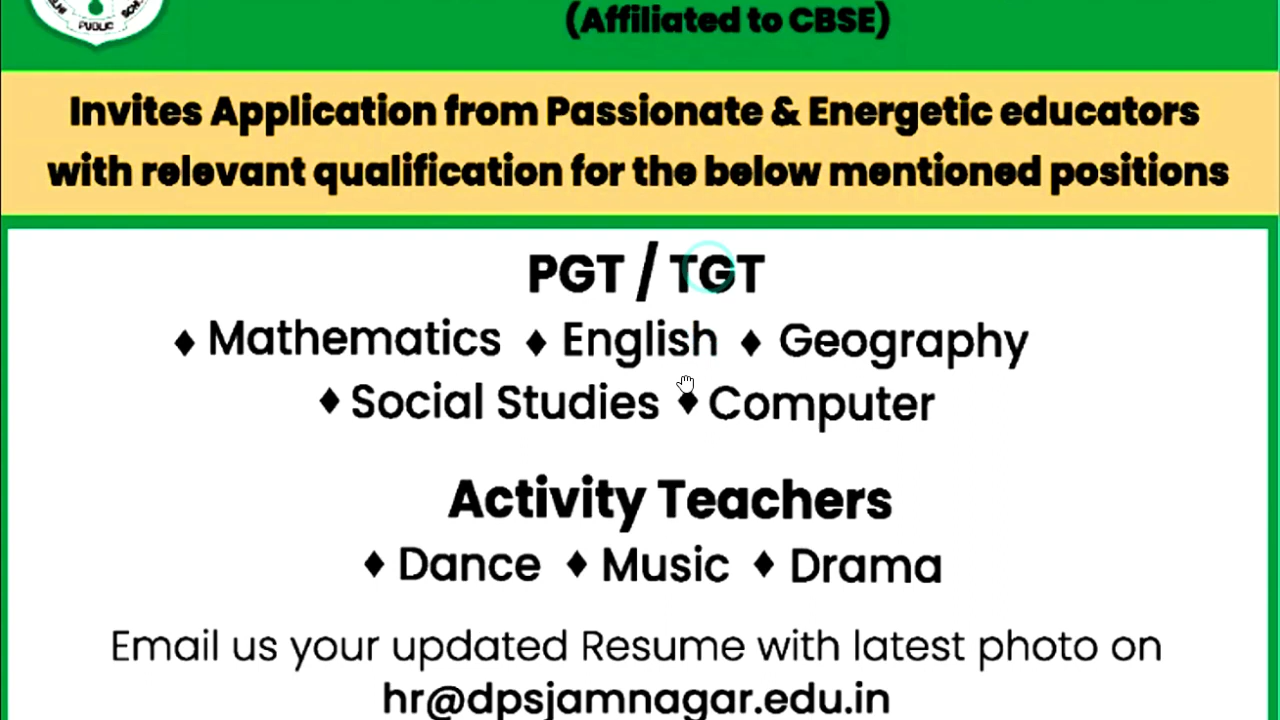 PUBLIC
(Affiliated to CBSE)
Invites Application from Passionate & Energetic educators
with relevant qualification for the below mentioned positions
PGT / TGT
♦ Mathematics ♦ English ♦ Geography
♦ Social Studies ♦ Computer
Activity Teachers
♦ Dance ♦ Music ♦ Drama
Email us your updated Resume with latest photo on
hr@dpsjamnagar.edu.in